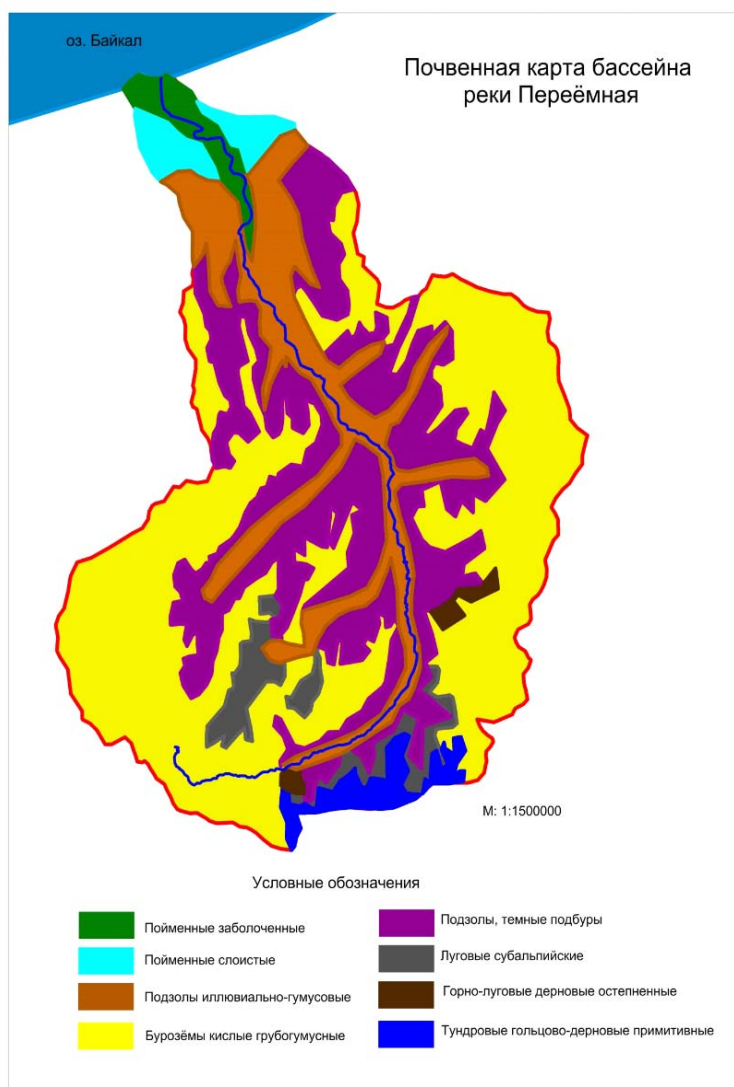 оз. Байкал
Почвенная карта бассейна
реки Переёмная
М: 1:1500000
Условные обозначения
Пойменные заболоченные
Пойменные слоистые
Подзолы иллювиально-гумусовые
Бурозёмы кислые грубогумусные
Подзолы, темные подбуры
Луговые субальпийские
Горно-луговые дерновые остепненные
Тундровые гольцово-дерновые примитивные